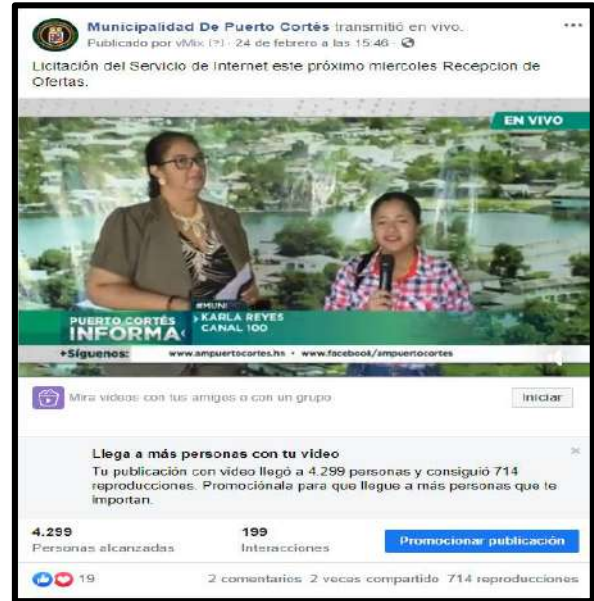 Municipalidad De Puerto Cortés transmitió en vivo.
Publicado por vMix [?] · 24 de febrero a las 15:46 ·
Licitación del Servicio de Internet este próximo miercoles Recepcion de
Ofertas.
EN VIVO
#MUNI
PUERTO CORTÉS
INFORMA
KARLA REYES
CANAL 100
+Síguenos: www.ampuertocortes.hn • www.facebook/ampuertocortes
Mira videos con tus amigos o con un grupo
Iniciar
Llega a más personas con tu video
Tu publicación con video llegó a 4.299 personas y consiguió 714
reproducciones. Promociónala para que llegue a más personas que te
importan.
4.299
Personas alcanzadas
199
Interacciones
Promocionar publicación
19
2 comentarios 2 veces compartido 714 reproducciones